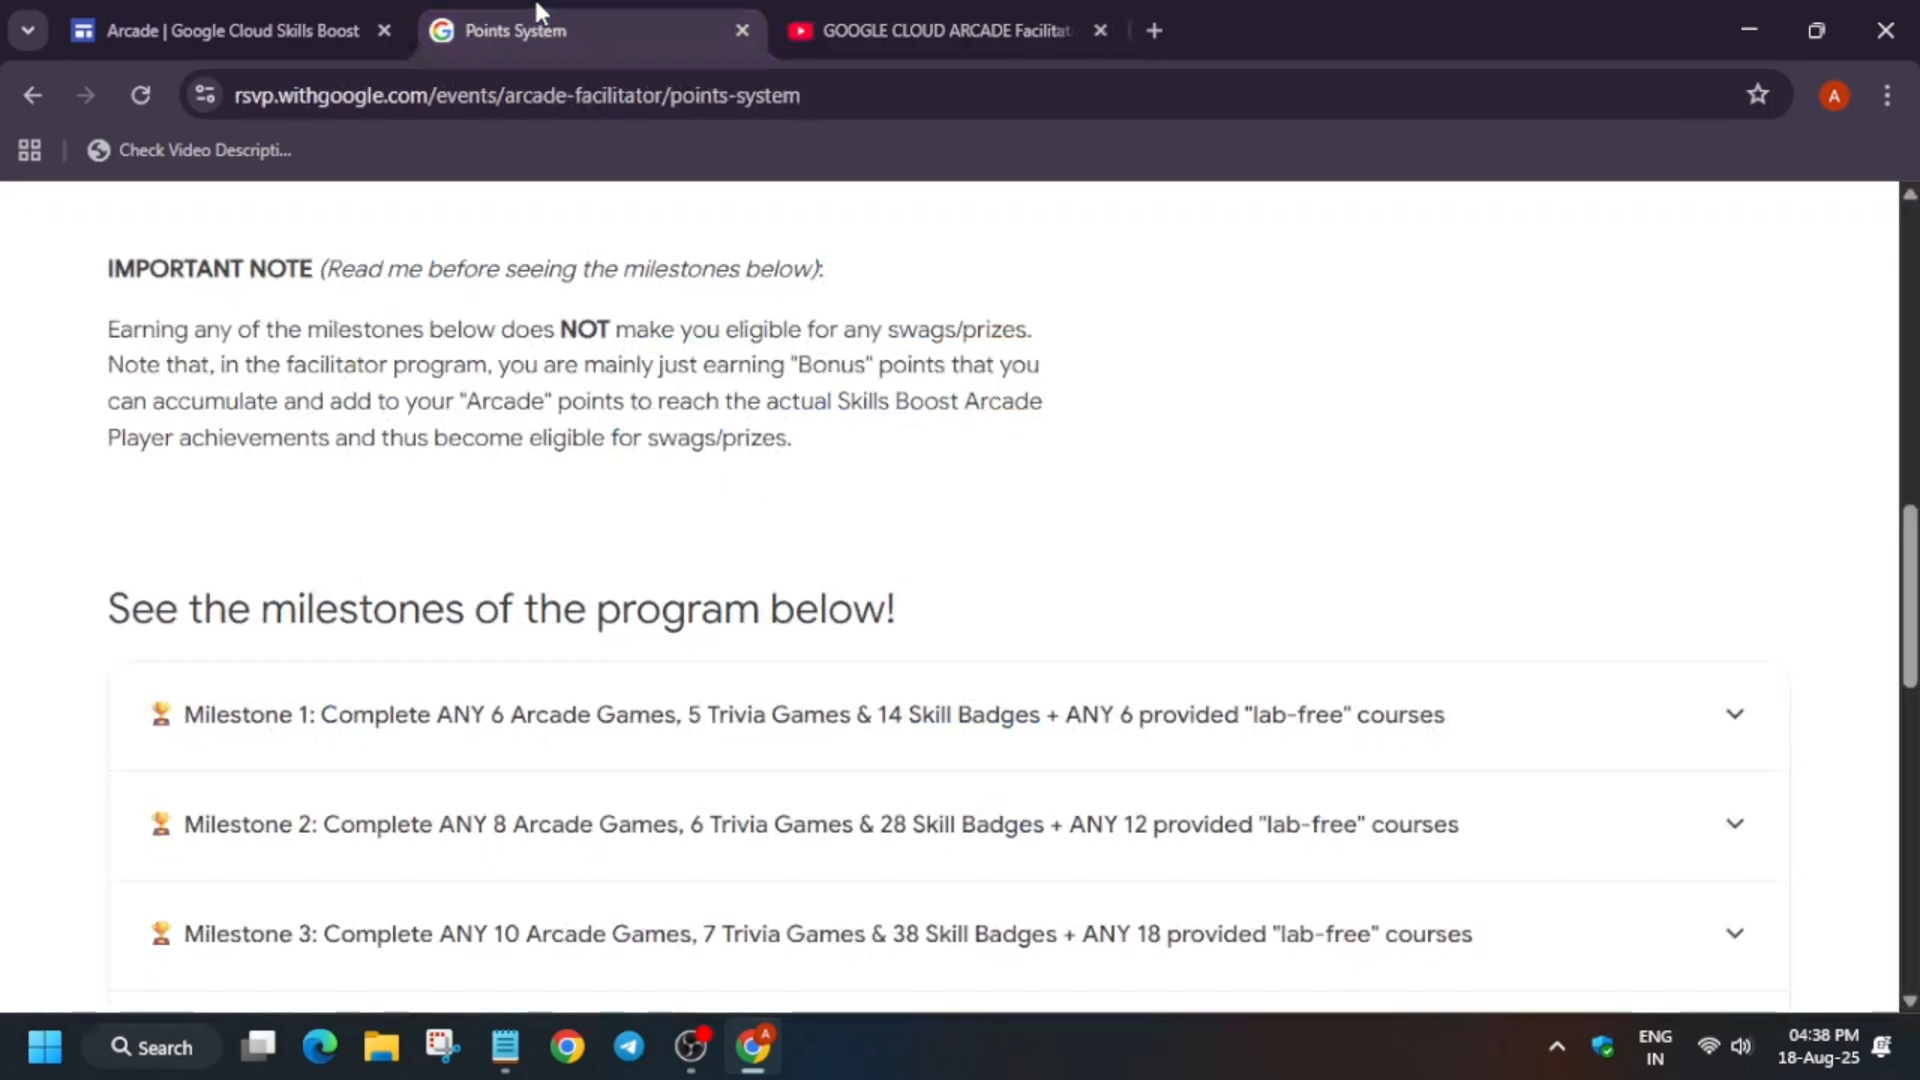 Arcade | Google Cloud Skills Boost
Points System
GOOGLE CLOUD ARCADE Facilitat
rsvp.withgoogle.com/events/arcade-facilitator/points-system
A
Check Video Descripti...
IMPORTANT NOTE (Read me before seeing the milestones below):
Earning any of the milestones below does NOT make you eligible for any swags/prizes.
Note that, in the facilitator program, you are mainly just earning "Bonus" points that you
can accumulate and add to your "Arcade" points to reach the actual Skills Boost Arcade
Player achievements and thus become eligible for swags/prizes.
See the milestones of the program below!
Milestone 1: Complete ANY 6 Arcade Games, 5 Trivia Games & 14 Skill Badges + ANY 6 provided "lab-free" courses
Milestone 2: Complete ANY 8 Arcade Games, 6 Trivia Games & 28 Skill Badges + ANY 12 provided "lab-free" courses
Milestone 3: Complete ANY 10 Arcade Games, 7 Trivia Games & 38 Skill Badges + ANY 18 provided "lab-free" courses
Search
A
ENG
IN
04:38 PM
18-Aug-25